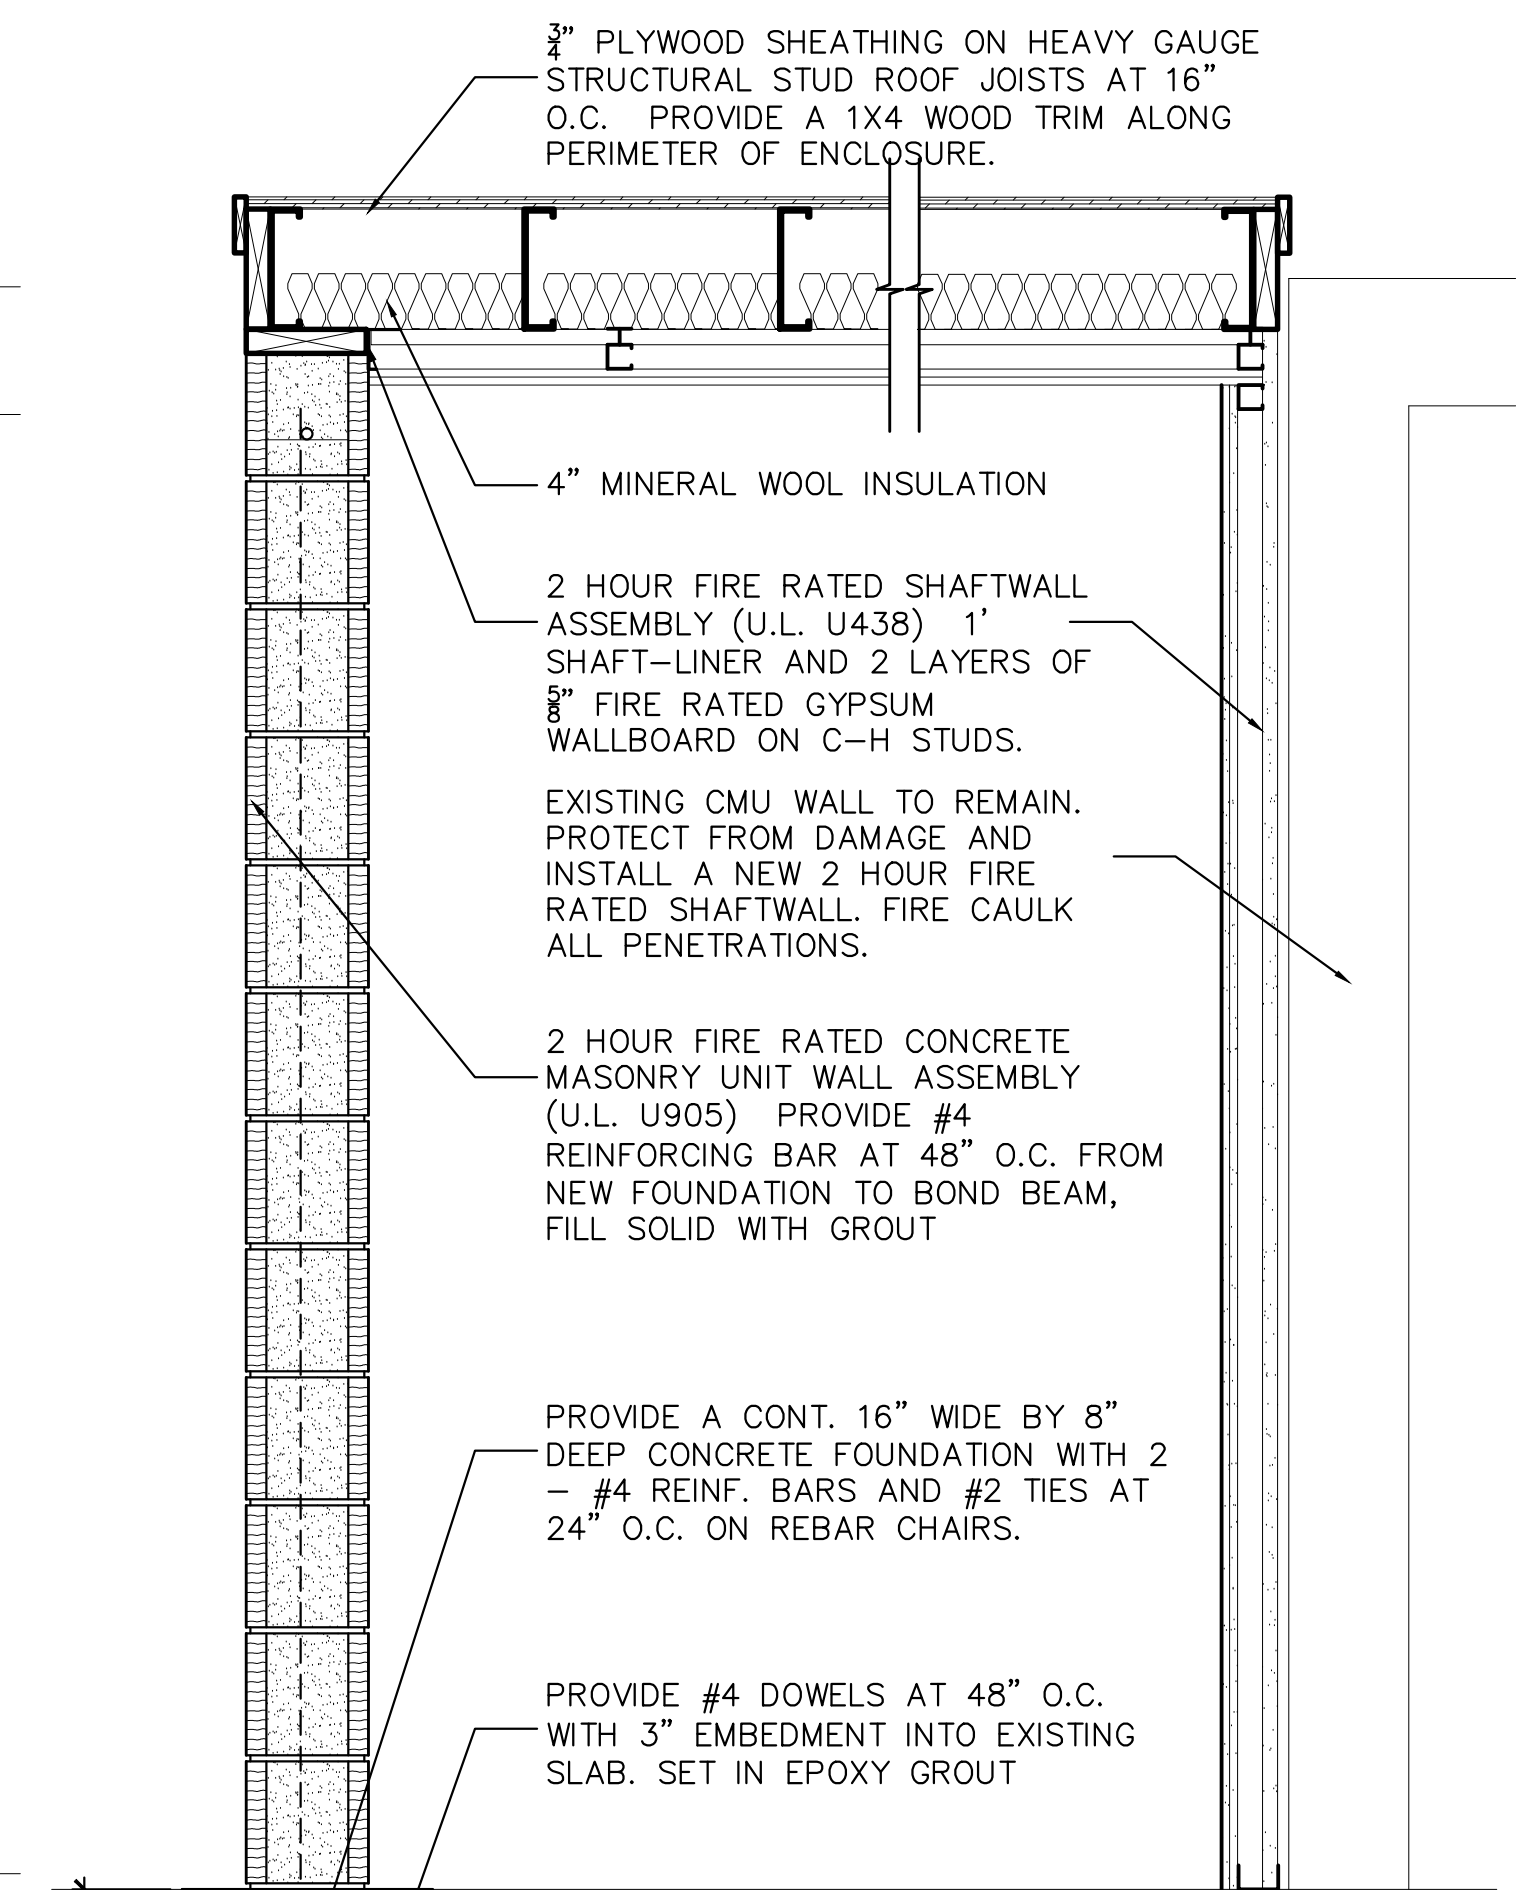 3/4" PLYWOOD SHEATHING ON HEAVY GAUGE
STRUCTURAL STUD ROOF JOISTS AT 16"
O.C. PROVIDE A 1X4 WOOD TRIM ALONG
PERIMETER OF ENCLOSURE.
4" MINERAL WOOL INSULATION
2 HOUR FIRE RATED SHAFTWALL
ASSEMBLY (U.L. U438) 1'
SHAFT-LINER AND 2 LAYERS OF
5/8" FIRE RATED GYPSUM
WALLBOARD ON C-H STUDS.
EXISTING CMU WALL TO REMAIN.
PROTECT FROM DAMAGE AND
INSTALL A NEW 2 HOUR FIRE
RATED SHAFTWALL. FIRE CAULK
ALL PENETRATIONS.
2 HOUR FIRE RATED CONCRETE
MASONRY UNIT WALL ASSEMBLY
(U.L. U905) PROVIDE #4
REINFORCING BAR AT 48" O.C. FROM
NEW FOUNDATION TO BOND BEAM,
FILL SOLID WITH GROUT
PROVIDE A CONT. 16" WIDE BY 8"
DEEP CONCRETE FOUNDATION WITH 2
- #4 REINF. BARS AND #2 TIES AT
24" O.C. ON REBAR CHAIRS.
PROVIDE #4 DOWELS AT 48" O.C.
WITH 3" EMBEDMENT INTO EXISTING
SLAB. SET IN EPOXY GROUT